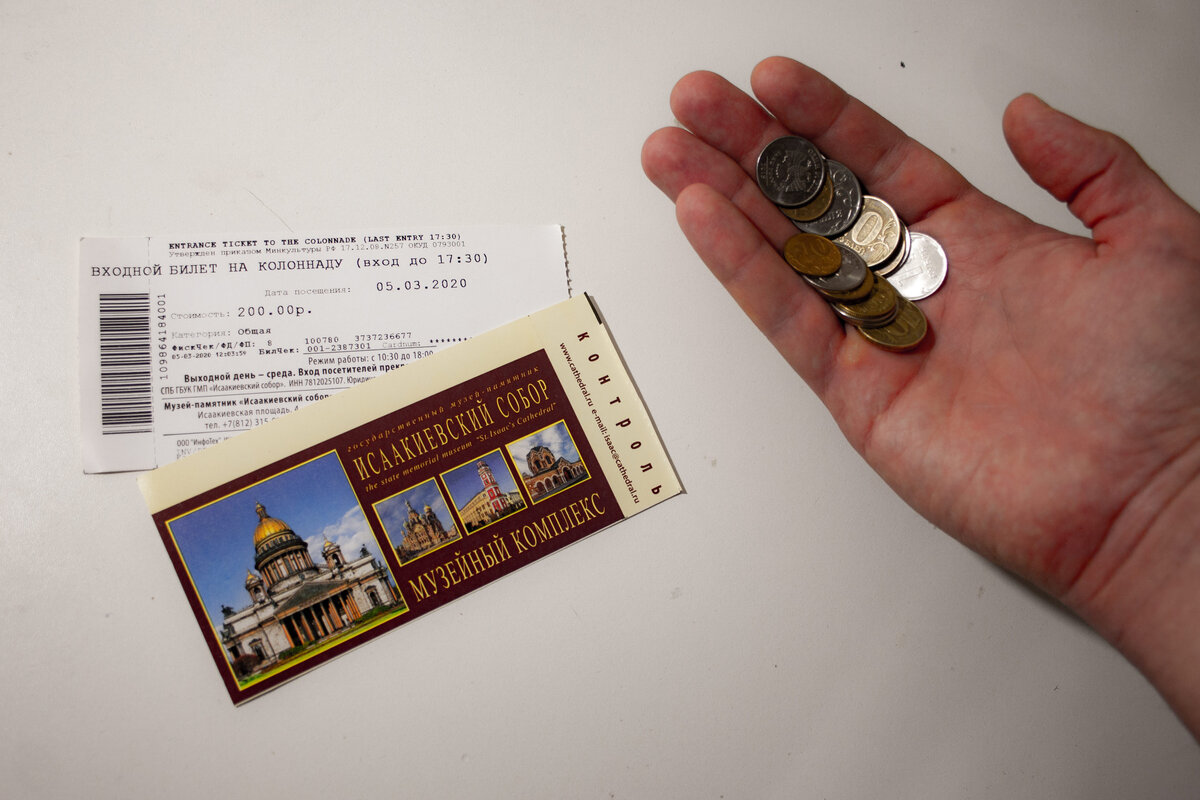 ENTRANCE TICKET TO THE COLONNADE (LAST ENTRY 17:30)
Утвержден приказом Минкультуры РФ 17.12.08.N257 ОКУД 0793001
ВХОДНОЙ БИЛЕТ НА КОЛОННАДУ (вход до 17:30)
Дата посещения: 05.03.2020
Стоимость: 200.00р.
Категория: Общая
ФискЧек/ФД/ФП: 8 100780 3737236677
05-03-2020 12:03:59 БилЧек: 001-2387301 Cardnum: ********
Режим работы: с 10:30 до 18:00
Выходной день – среда. Вход посетителей
СПБ ГБУК ГМП «Исаакиевский собор». ИНН 7812025107.
Музей-памятник «Исаакиевский
Исаакиевская площадь,
тел. +7(812) 315
ООО "ИнфоТех"
109864184001
государственный музей-памятник
ИСААКИЕВСКИЙ СОБОР
the state memorial museum "St.Isaac's Cathedral"
МУЗЕЙНЫЙ КОМПЛЕКС
www.cathedral.ru e-mail: isaac@cathedral.ru
контроль
10